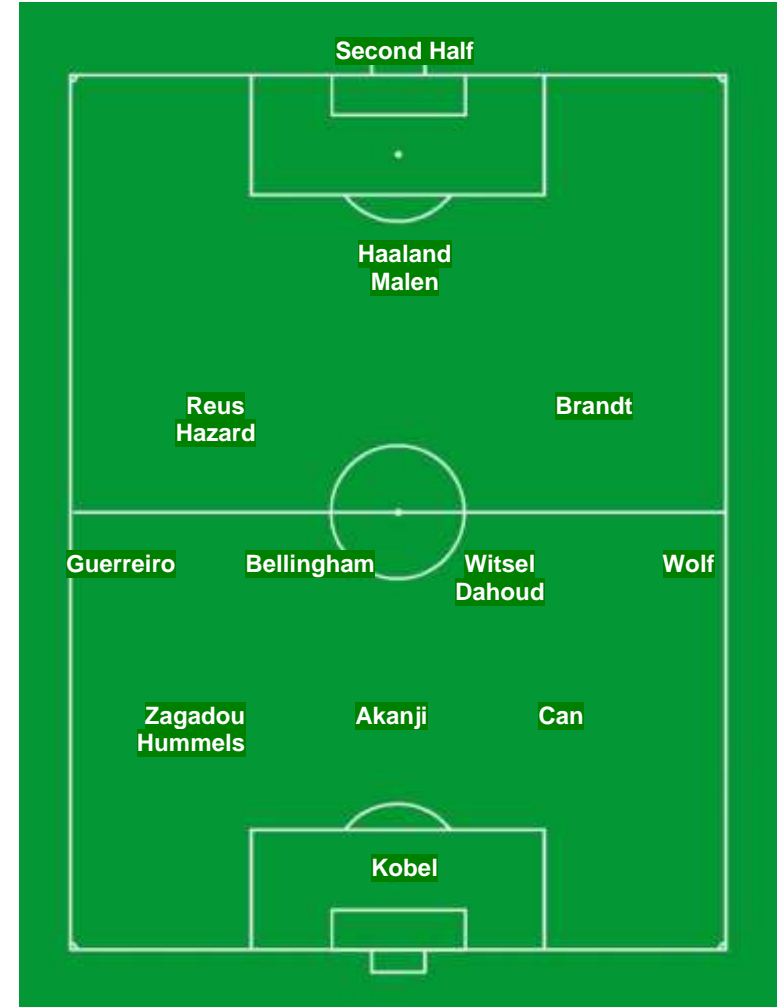 Second Half
Haaland
Malen
Reus
Hazard
Brandt
Guerreiro
Bellingham
Witsel
Dahoud
Wolf
Zagadou
Hummels
Akanji
Can
Kobel